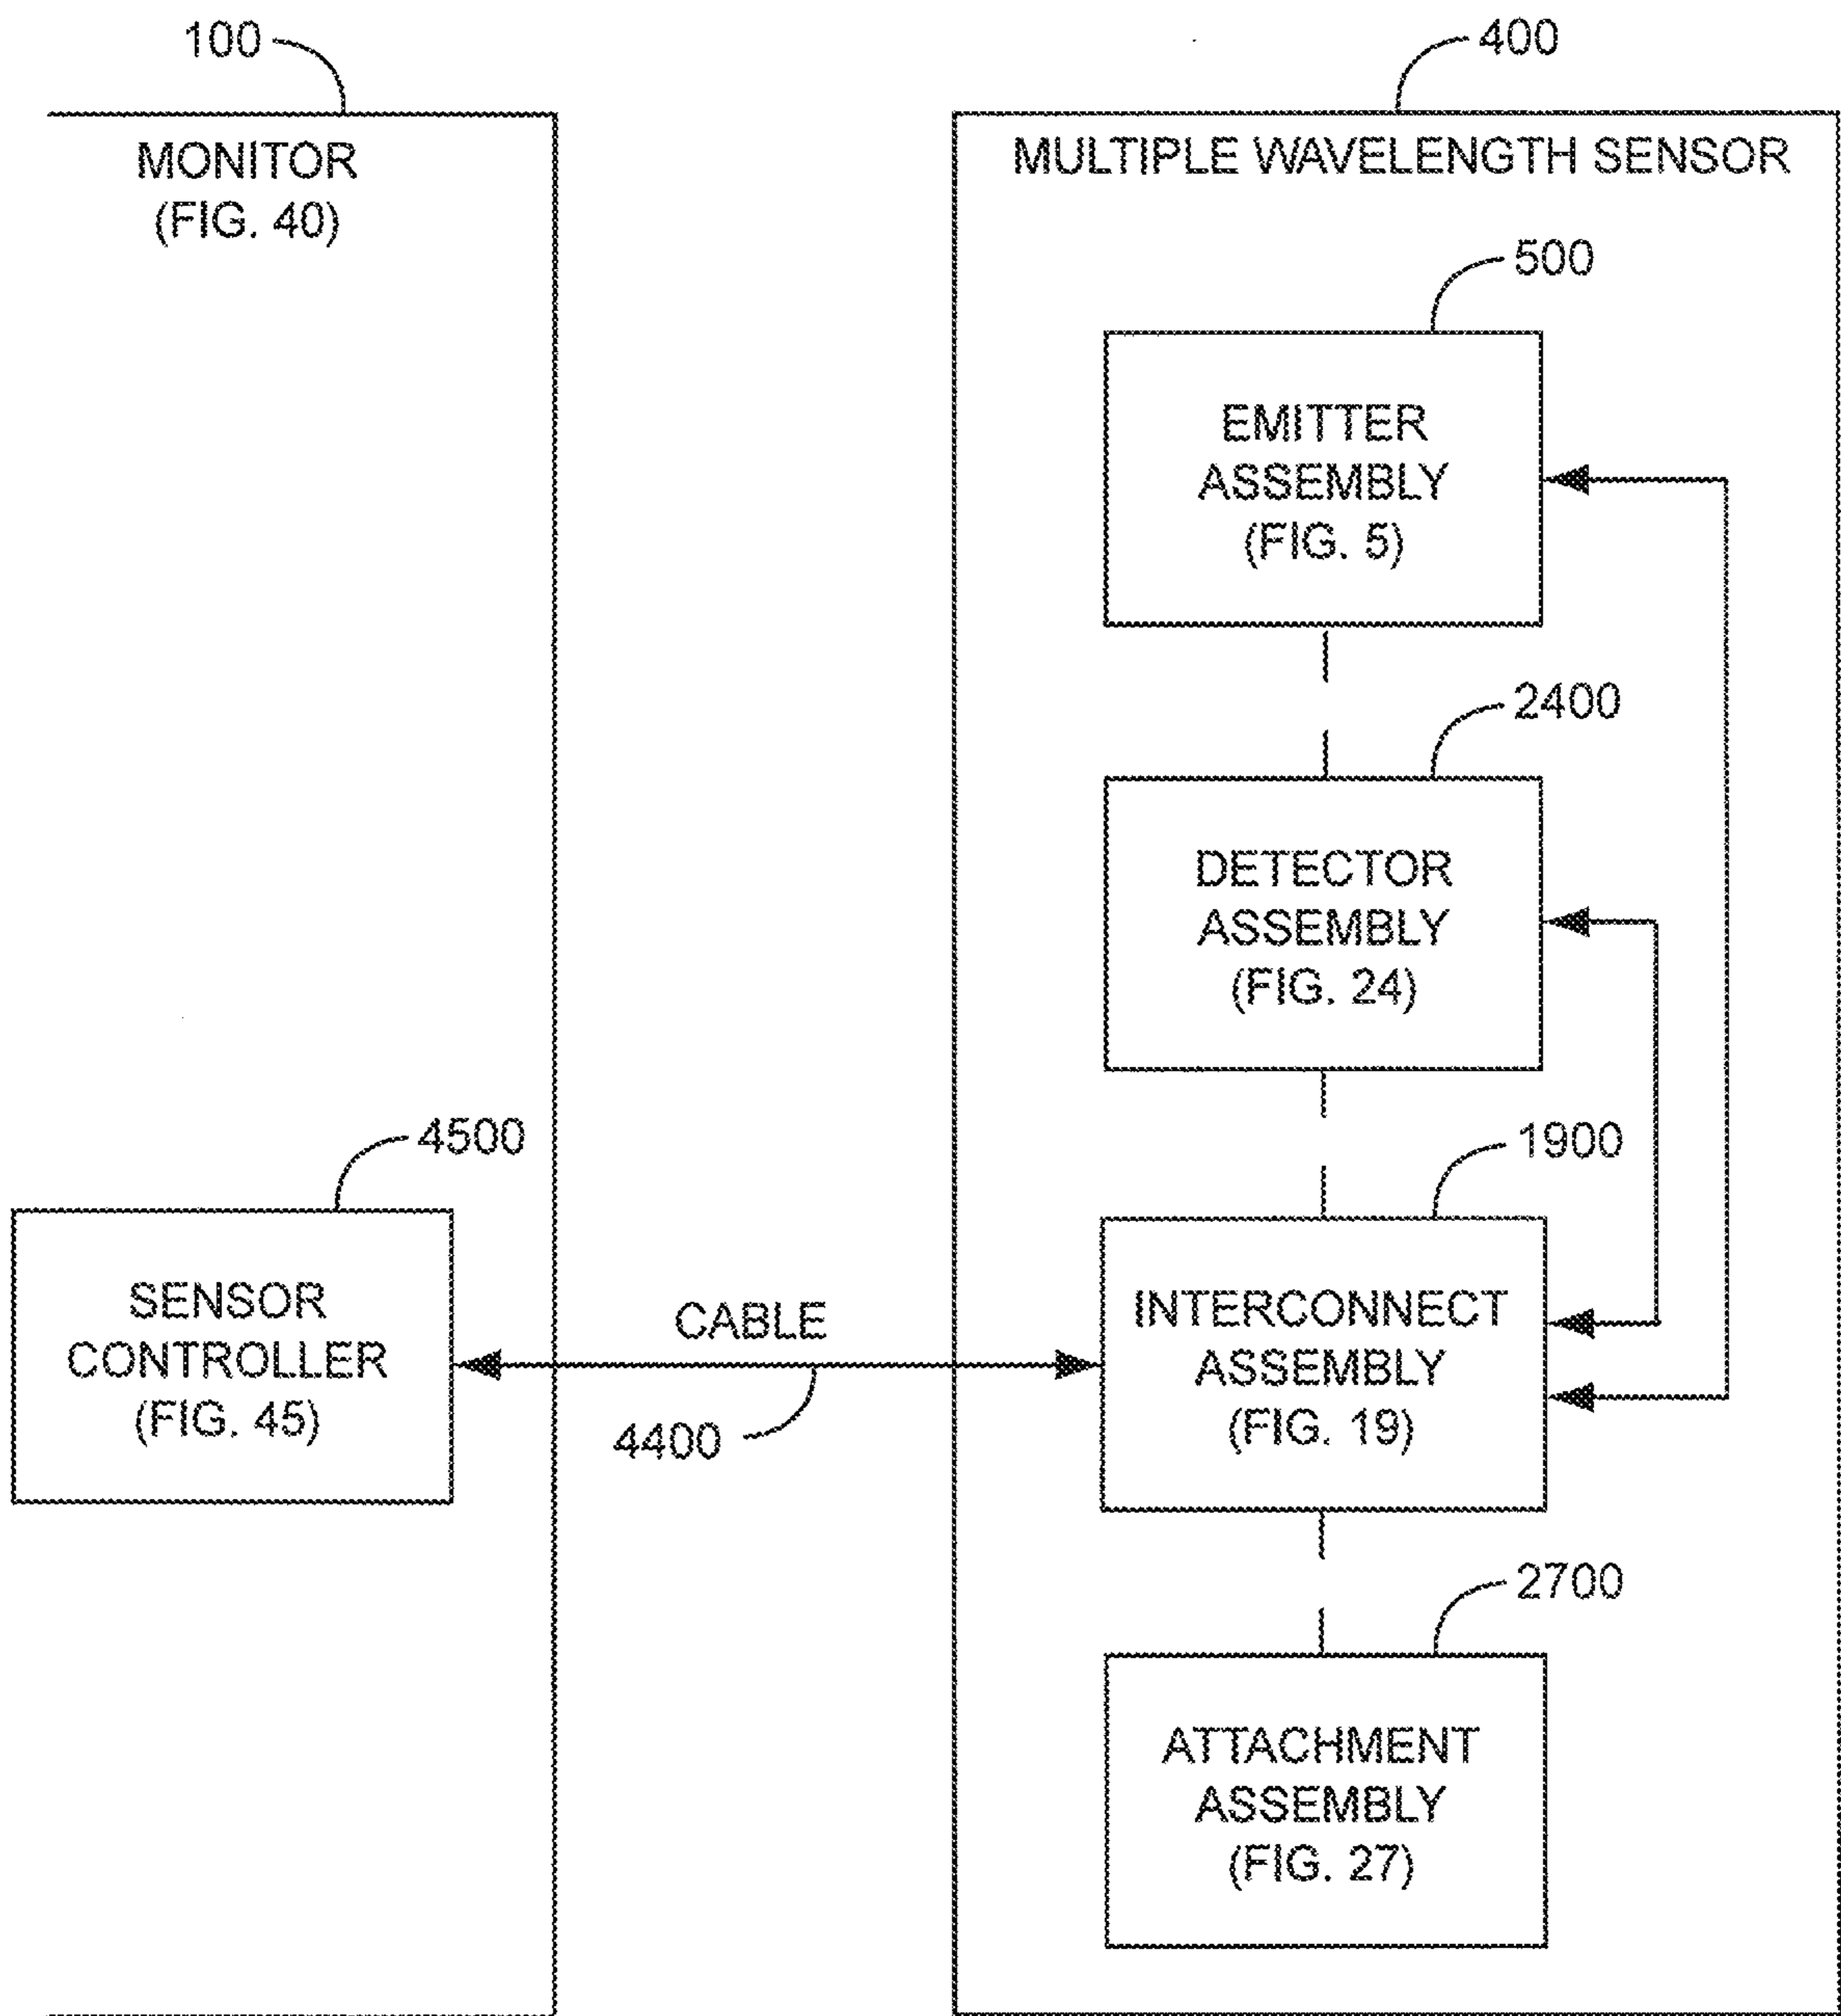 100
MONITOR
(FIG. 40)
400
MULTIPLE WAVELENGTH SENSOR
500
EMITTER
ASSEMBLY
(FIG. 5)
2400
DETECTOR
ASSEMBLY
(FIG. 24)
4500
SENSOR
CONTROLLER
(FIG. 45)
CABLE
4400
1900
INTERCONNECT
ASSEMBLY
(FIG. 19)
2700
ATTACHMENT
ASSEMBLY
(FIG. 27)